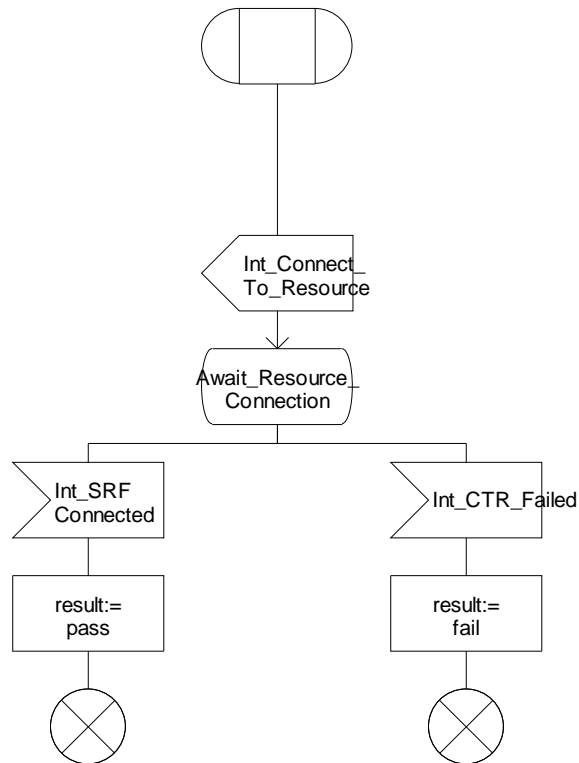 Int_Connect_
To_Resource
Await_Resource_
Connection
Int_SRF
Connected
Int_CTR_Failed
result:=
pass
result:=
fail